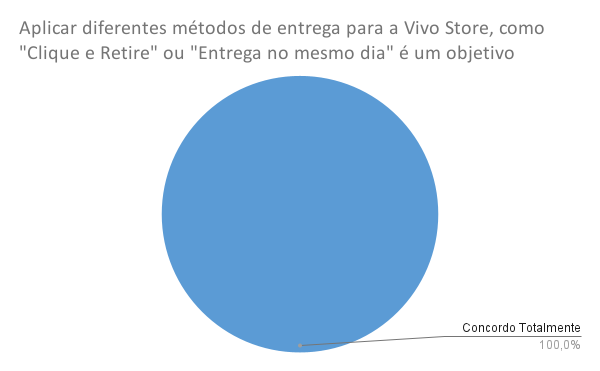 Aplicar diferentes métodos de entrega para a Vivo Store, como
"Clique e Retire" ou "Entrega no mesmo dia" é um objetivo
Concordo Totalmente
100,0%